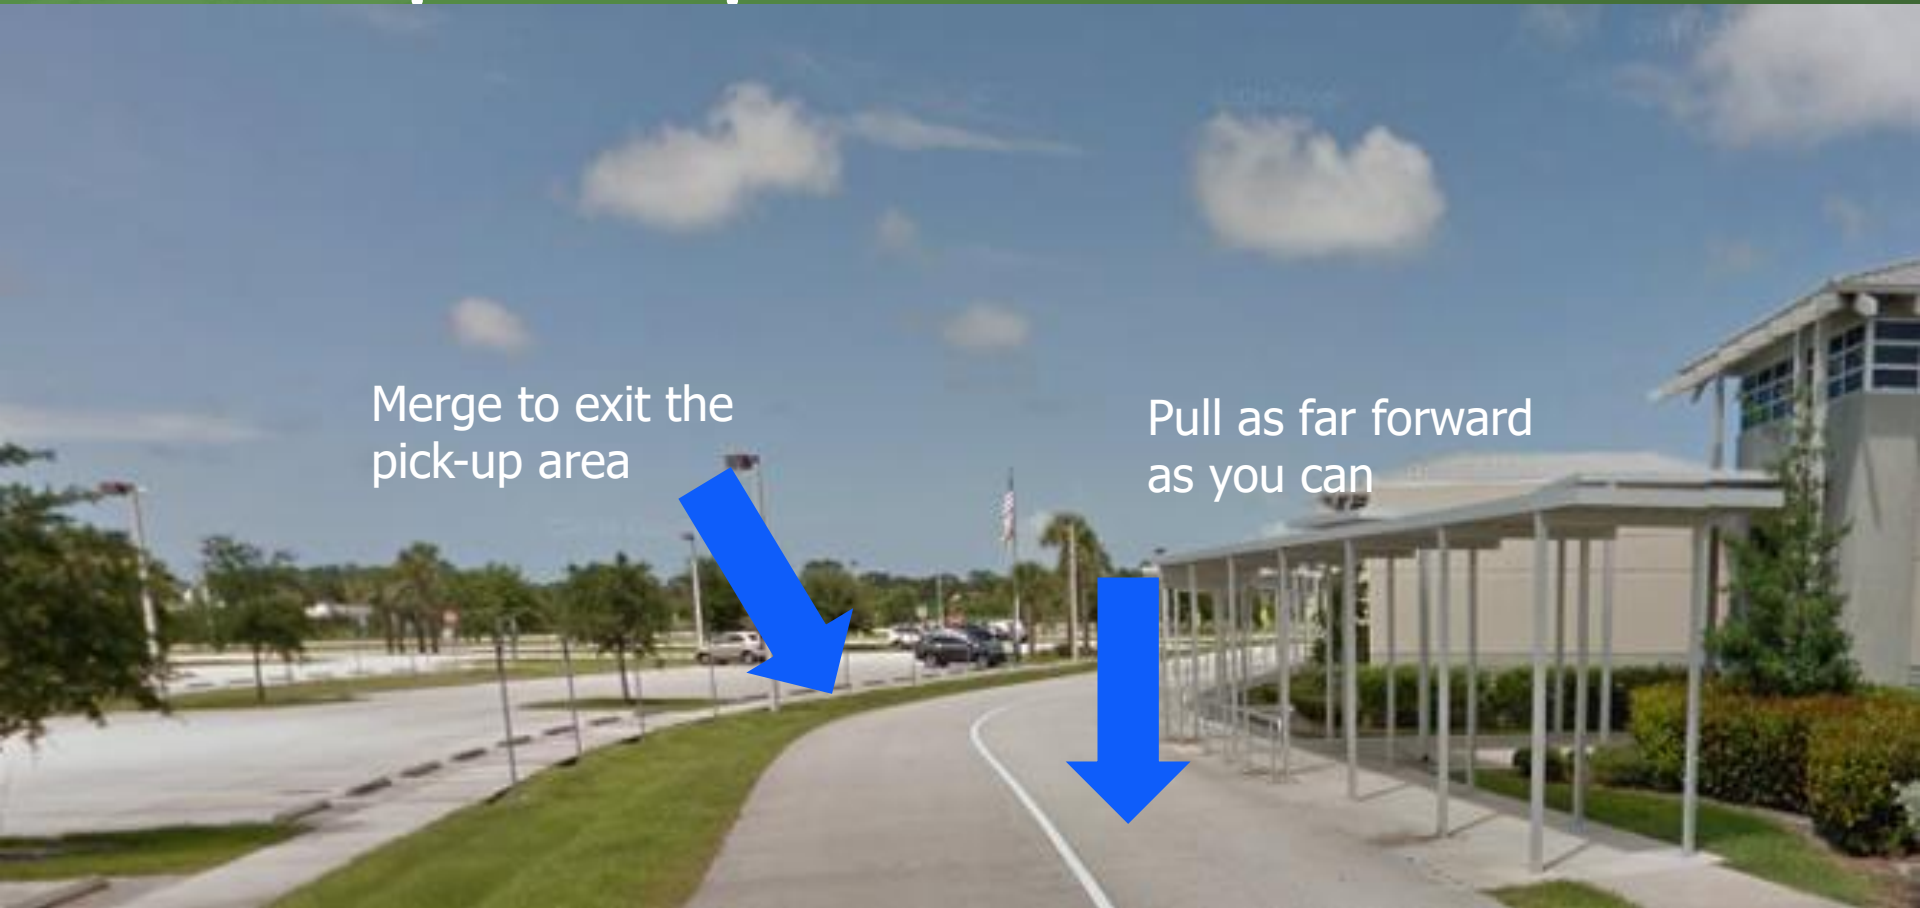 Merge to exit the
pick-up area
Pull as far forward
as you can